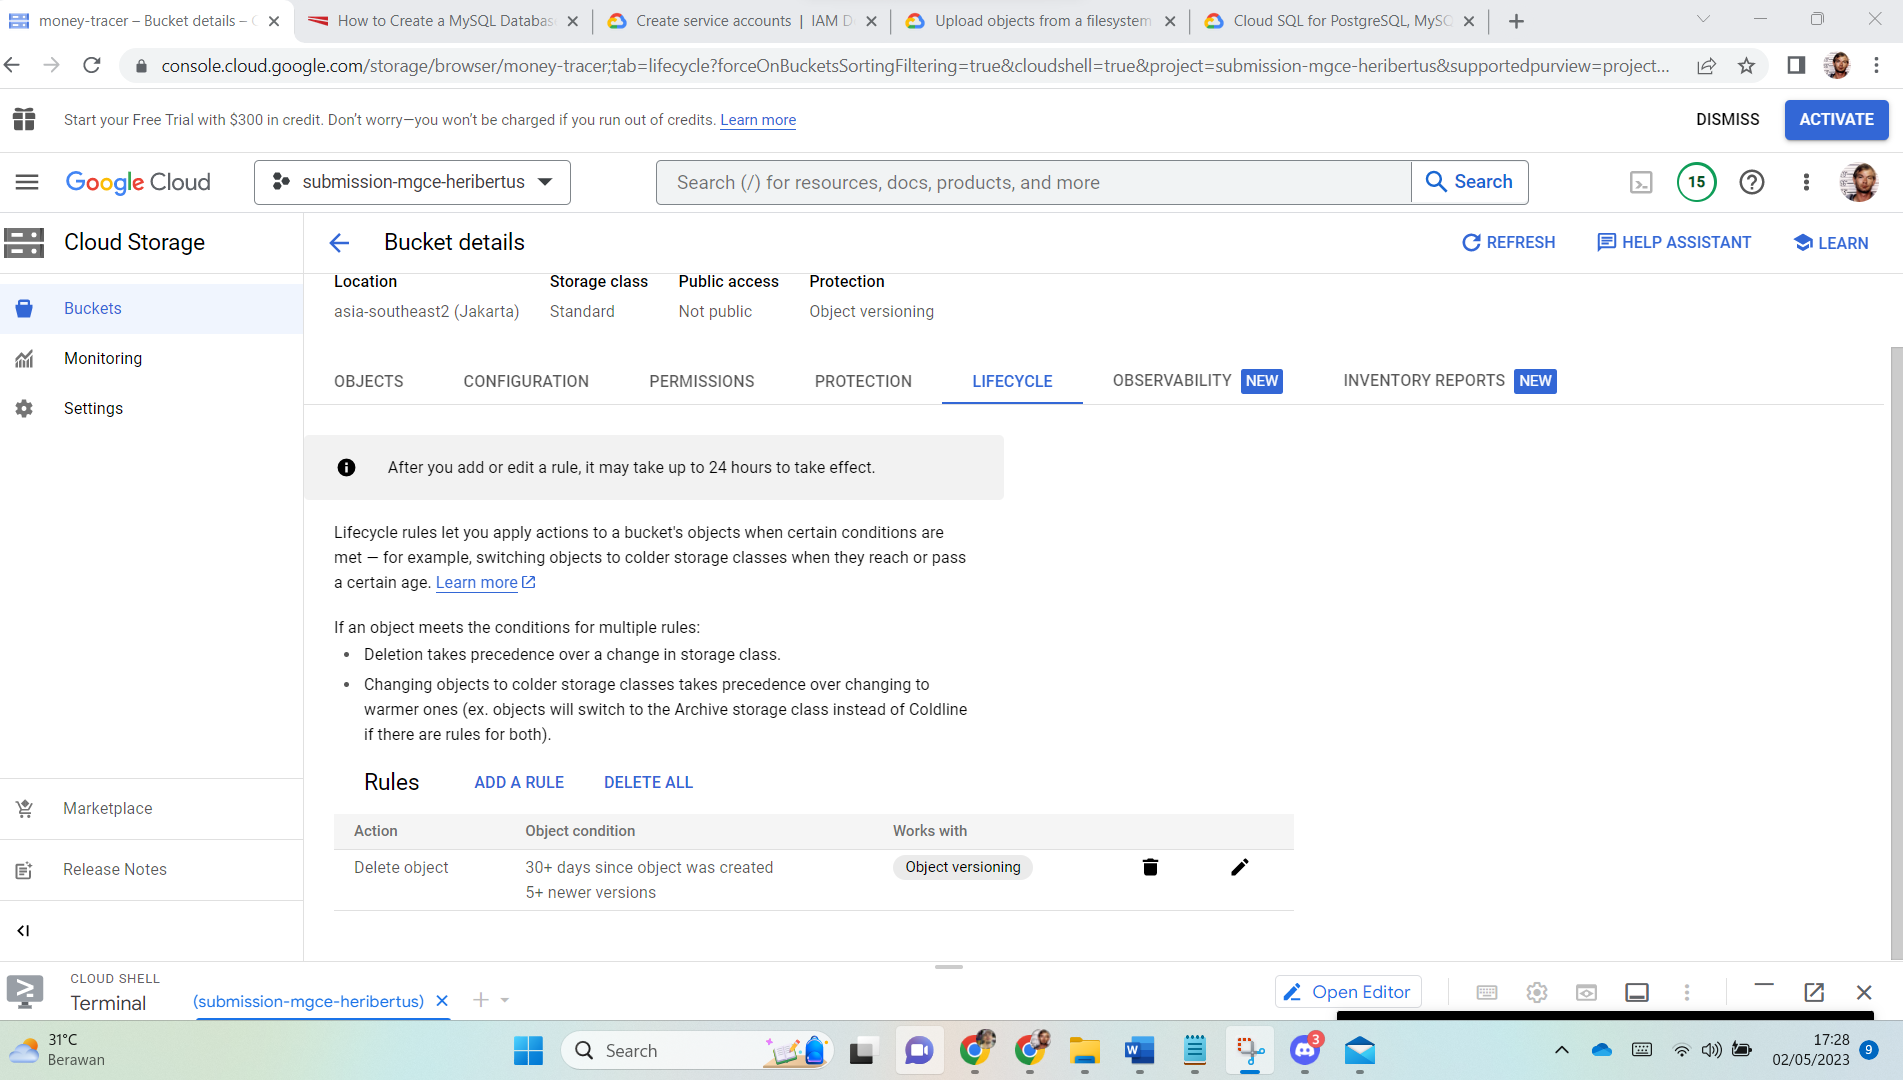 money-tracer – Bucket details –
How to Create a MySQL Databas
Create service accounts | IAM D
Upload objects from a filesystem
Cloud SQL for PostgreSQL, MySQ
console.cloud.google.com/storage/browser/money-tracer;tab=lifecycle?forceOnBucketsSortingFiltering=true&cloudshell=true&project=submission-mgce-heribertus&supportedpurview=project...
Start your Free Trial with $300 in credit. Don’t worry—you won’t be charged if you run out of credits. Learn more
DISMISS
ACTIVATE
Google Cloud
submission-mgce-heribertus
Search (/) for resources, docs, products, and more
Search
15
Cloud Storage
Bucket details
REFRESH
HELP ASSISTANT
LEARN
Buckets
Monitoring
Settings
Marketplace
Release Notes
Location
Storage class
Public access
Protection
asia-southeast2 (Jakarta)
Standard
Not public
Object versioning
OBJECTS
CONFIGURATION
PERMISSIONS
PROTECTION
LIFECYCLE
OBSERVABILITY NEW
INVENTORY REPORTS NEW
After you add or edit a rule, it may take up to 24 hours to take effect.
Lifecycle rules let you apply actions to a bucket's objects when certain conditions are
met — for example, switching objects to colder storage classes when they reach or pass
a certain age. Learn more
If an object meets the conditions for multiple rules:
• Deletion takes precedence over a change in storage class.
• Changing objects to colder storage classes takes precedence over changing to
warmer ones (ex. objects will switch to the Archive storage class instead of Coldline
if there are rules for both).
Rules
ADD A RULE
DELETE ALL
Action
Object condition
Works with
Delete object
30+ days since object was created
5+ newer versions
Object versioning
CLOUD SHELL
Terminal
(submission-mgce-heribertus)
Open Editor
31°C
Berawan
Search
3
17:28
02/05/2023
9